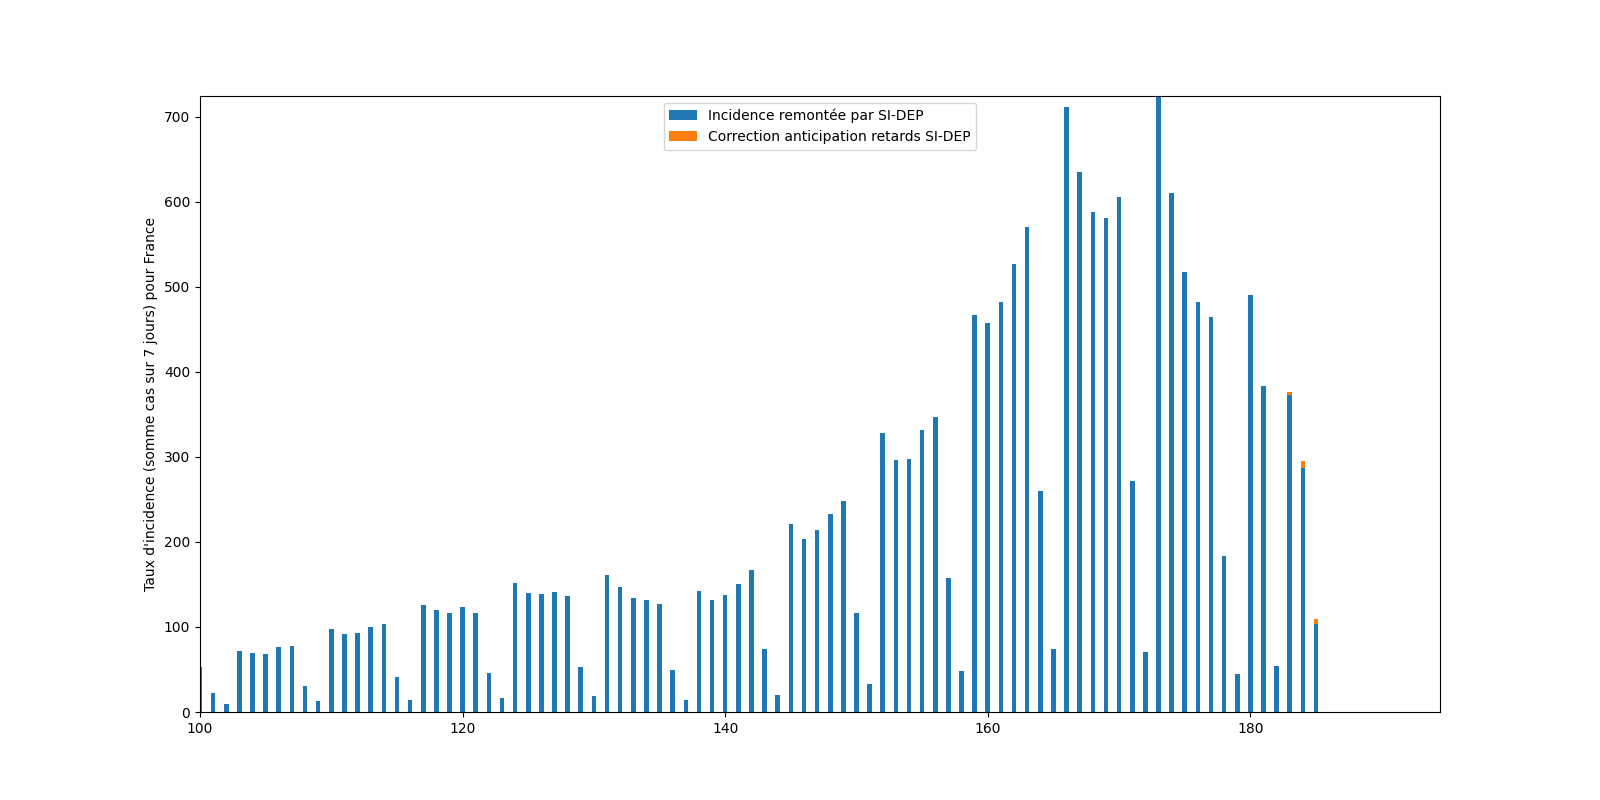 Incidence remontée par SI-DEP
Correction anticipation retards SI-DEP
Taux d'incidence (somme cas sur 7 jours) pour France
700
600
500
400
300
200
100
0
100 120 140 160 180